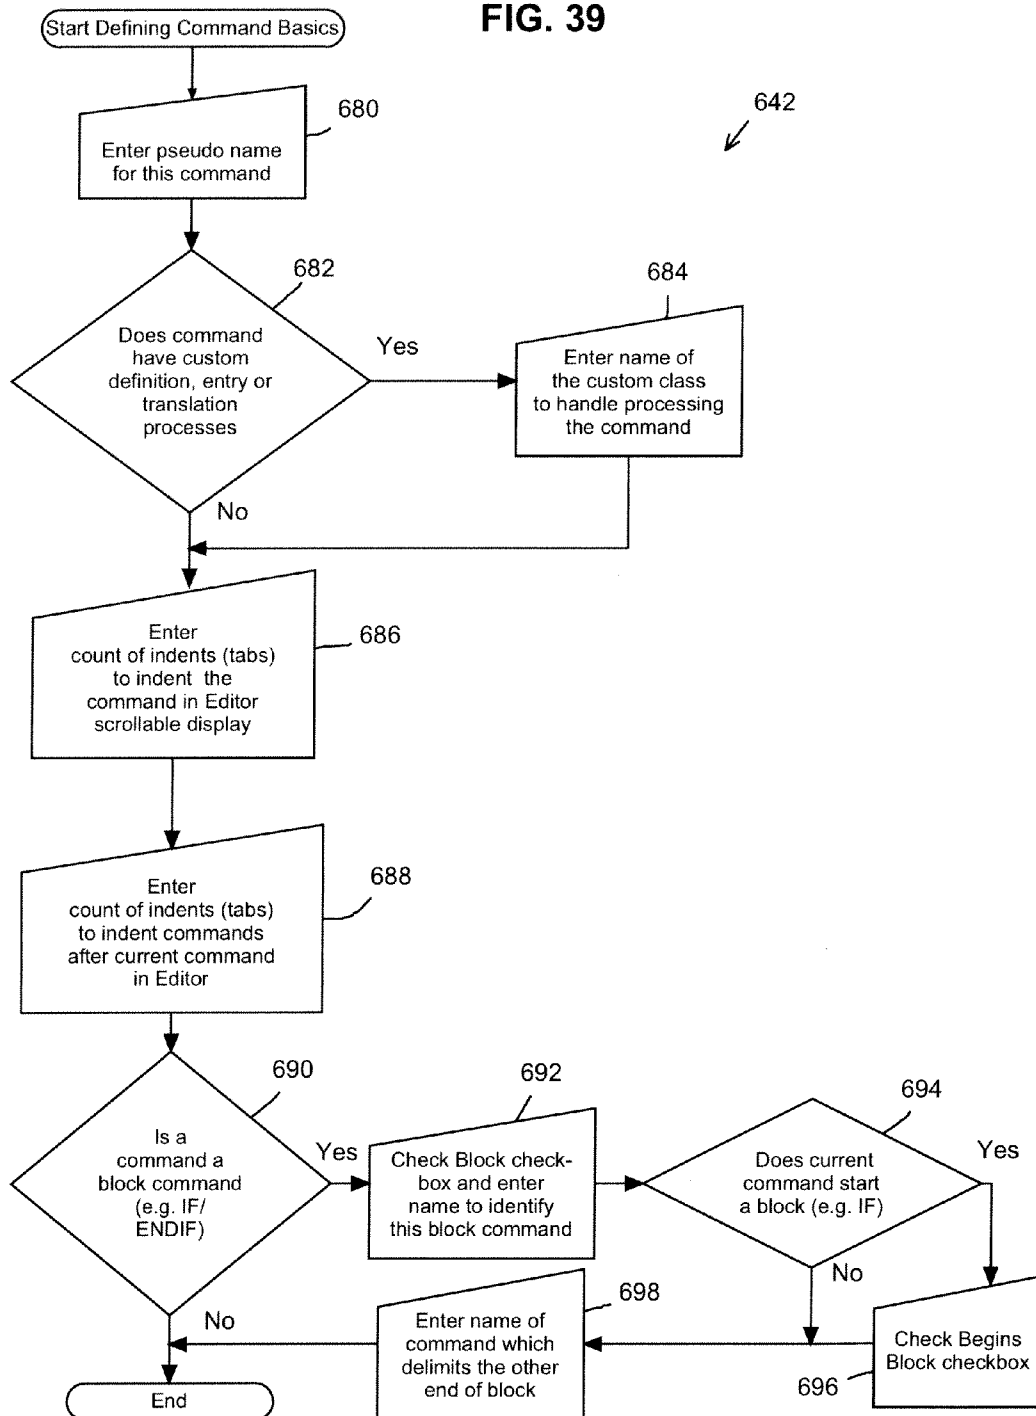 FIG. 39
Start Defining Command Basics
680
642
Enter pseudo name
for this command
682
684
Does command
have custom
definition, entry or
translation
processes
Yes
Enter name of
the custom class
to handle processing
the command
No
686
Enter
count of indents (tabs)
to indent the
command in Editor
scrollable display
688
Enter
count of indents (tabs)
to indent commands
after current command
in Editor
690
692
694
Is a
command a
block command
(e.g. IF/
ENDIF)
Yes
Check Block check-
box and enter
name to identify
this block command
Does current
command start
a block (e.g. IF)
Yes
No
No
698
Enter name of
command which
delimits the other
end of block
Check Begins
Block checkbox
696
End